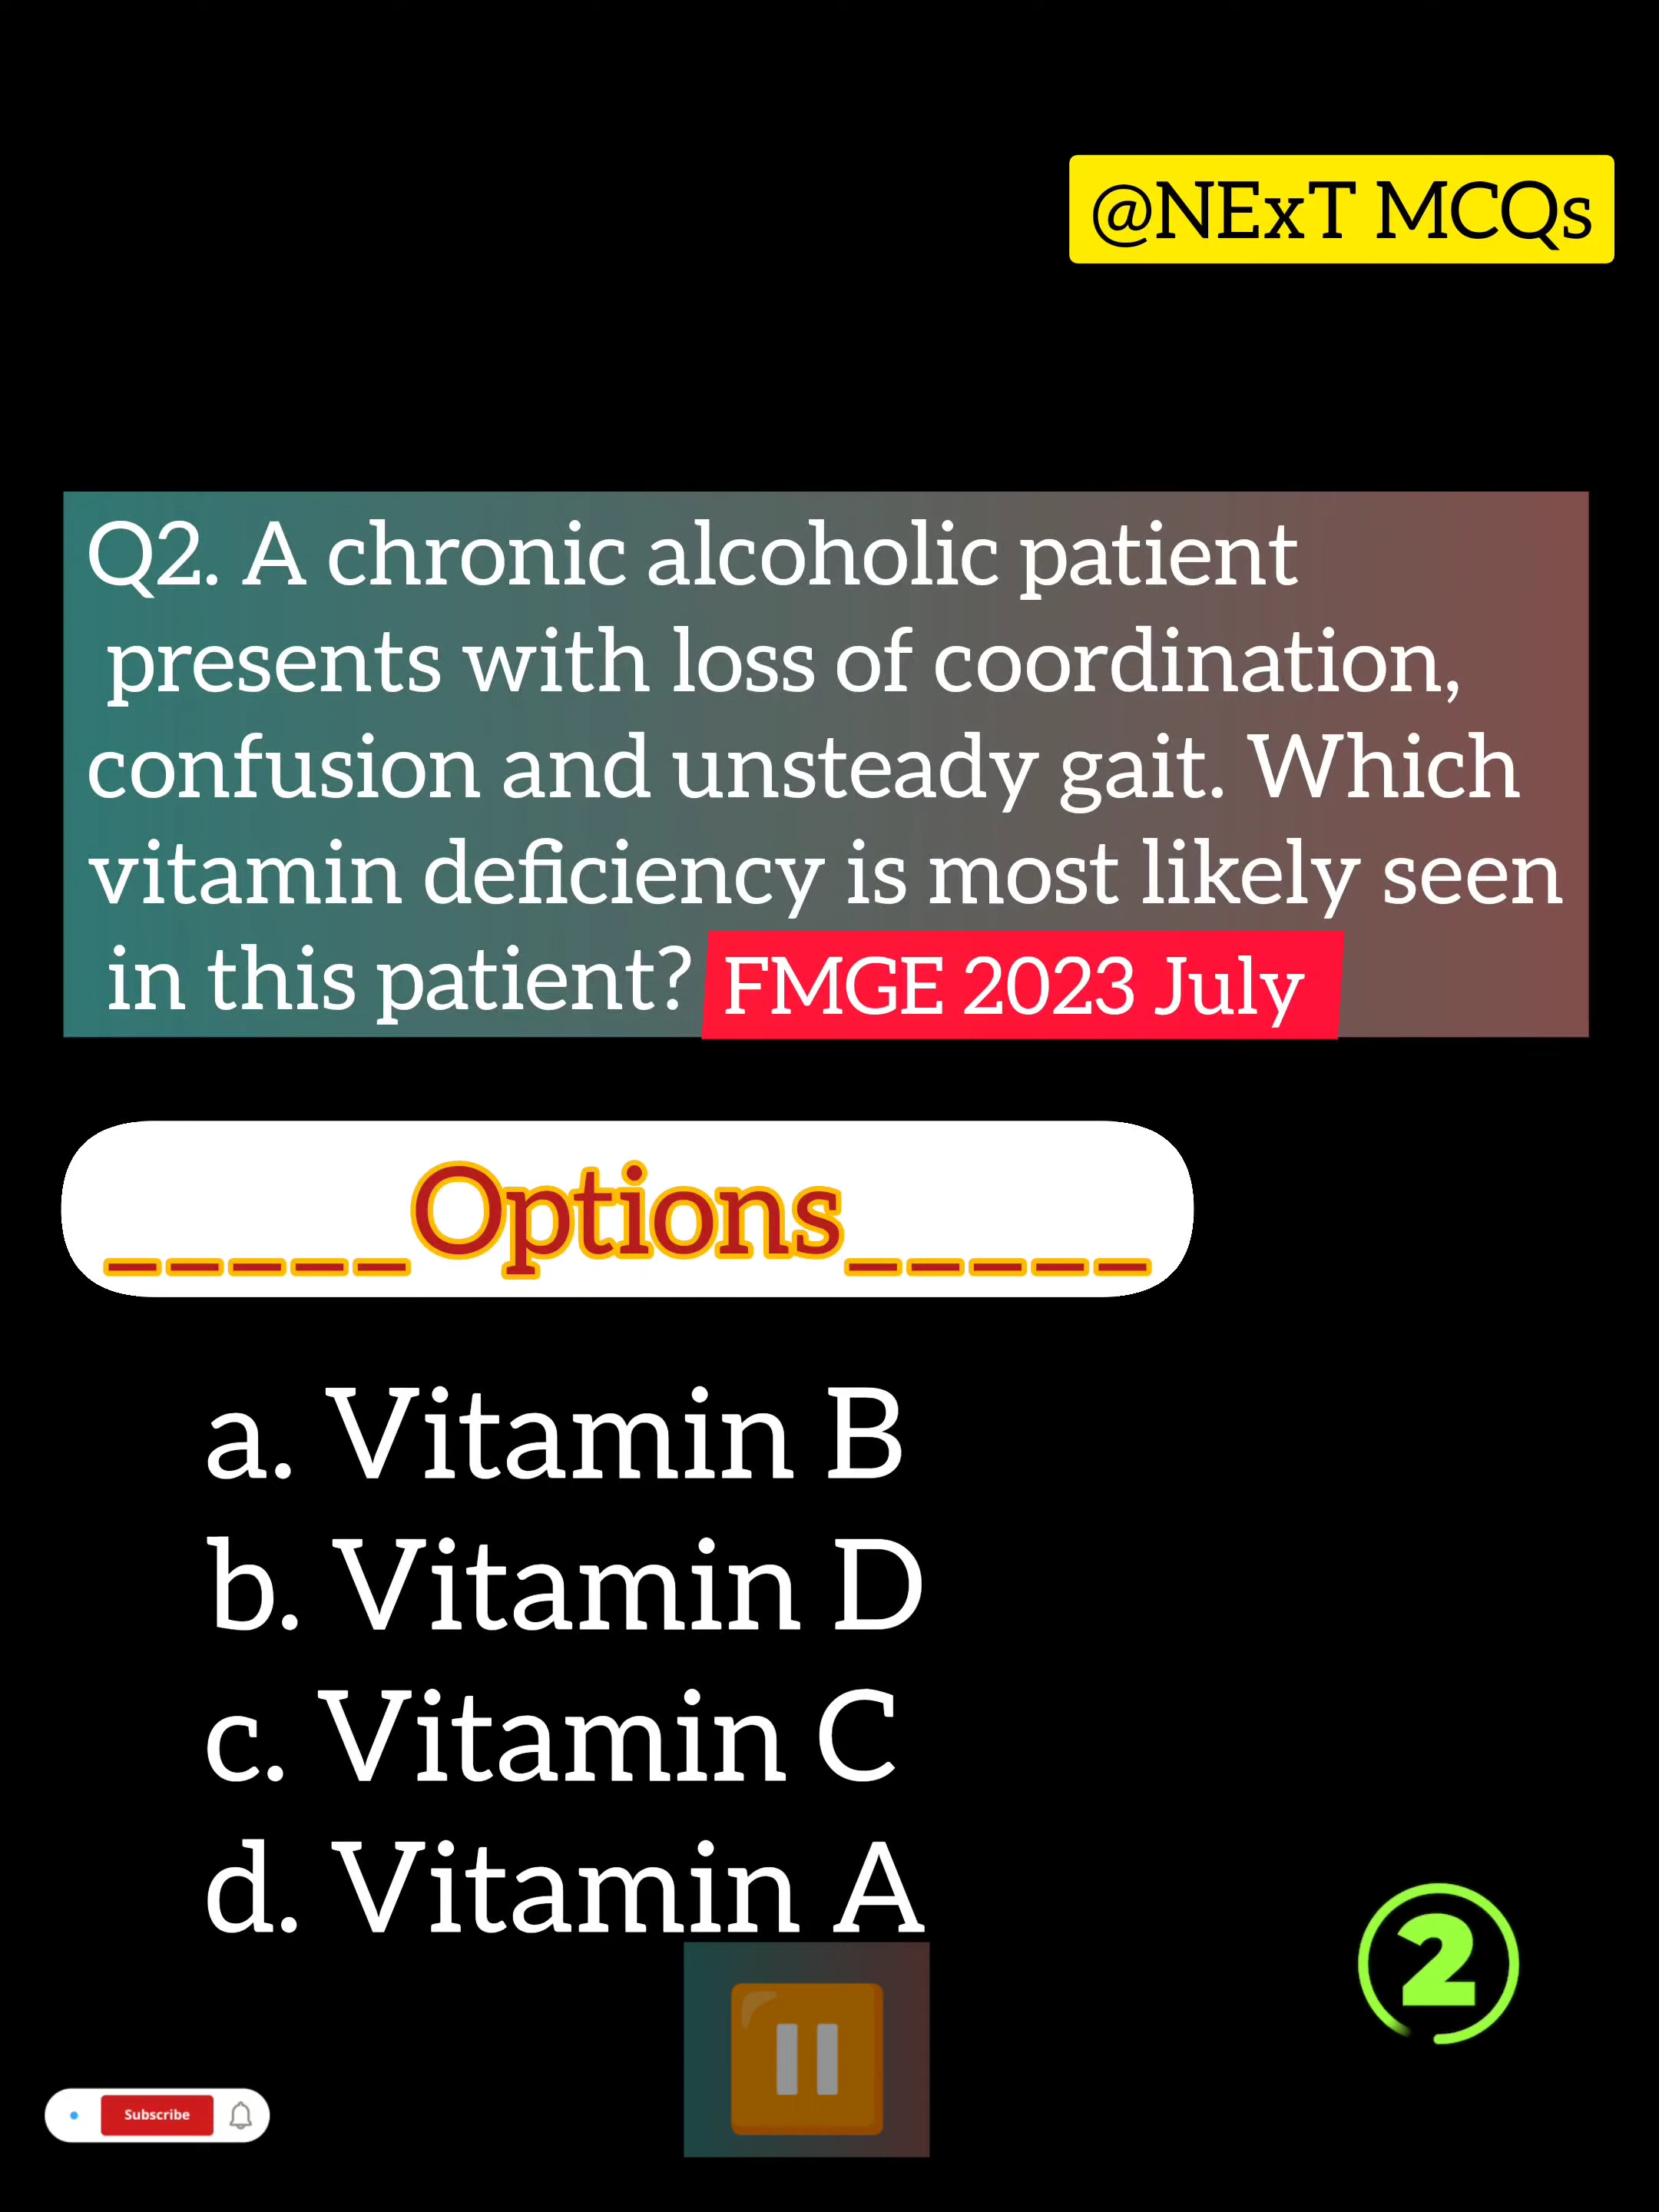 @NExT MCQs
Q2. A chronic alcoholic patient
presents with loss of coordination,
confusion and unsteady gait. Which
vitamin deficiency is most likely seen
in this patient? FMGE 2023 July
_____Options_____
a. Vitamin B
b. Vitamin D
c. Vitamin C
d. Vitamin A
2
Subscribe